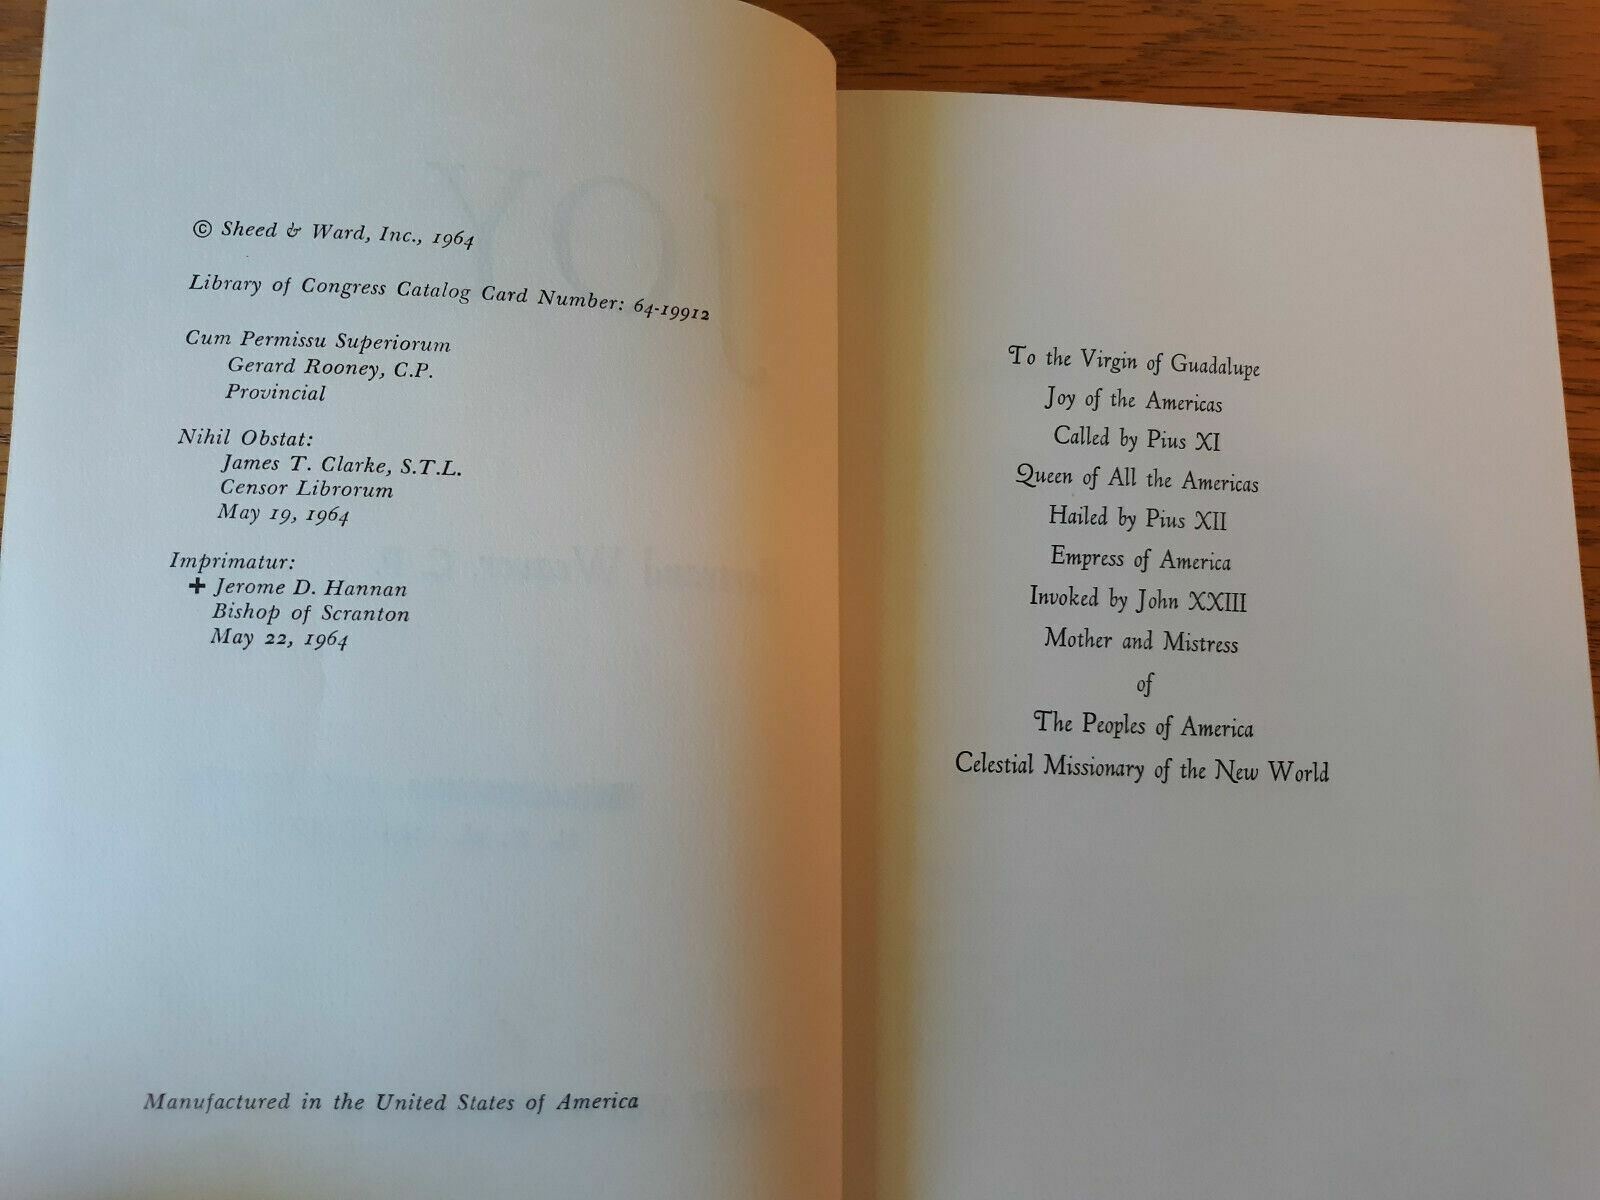 © Sheed & Ward, Inc., 1964
Library of Congress Catalog Card Number: 64-19912
Cum Permissu Superiorum
Gerard Rooney, C.P.
Provincial
Nihil Obstat:
James T. Clarke, S.T.L.
Censor Librorum
May 19, 1964
Imprimatur:
✚ Jerome D. Hannan
Bishop of Scranton
May 22, 1964
Manufactured in the United States of America
JOY
To the Virgin of Guadalupe
Joy of the Americas
Called by Pius XI
Queen of All the Americas
Hailed by Pius XII
Empress of America
Invoked by John XXIII
Mother and Mistress
of
The Peoples of America
Celestial Missionary of the New World